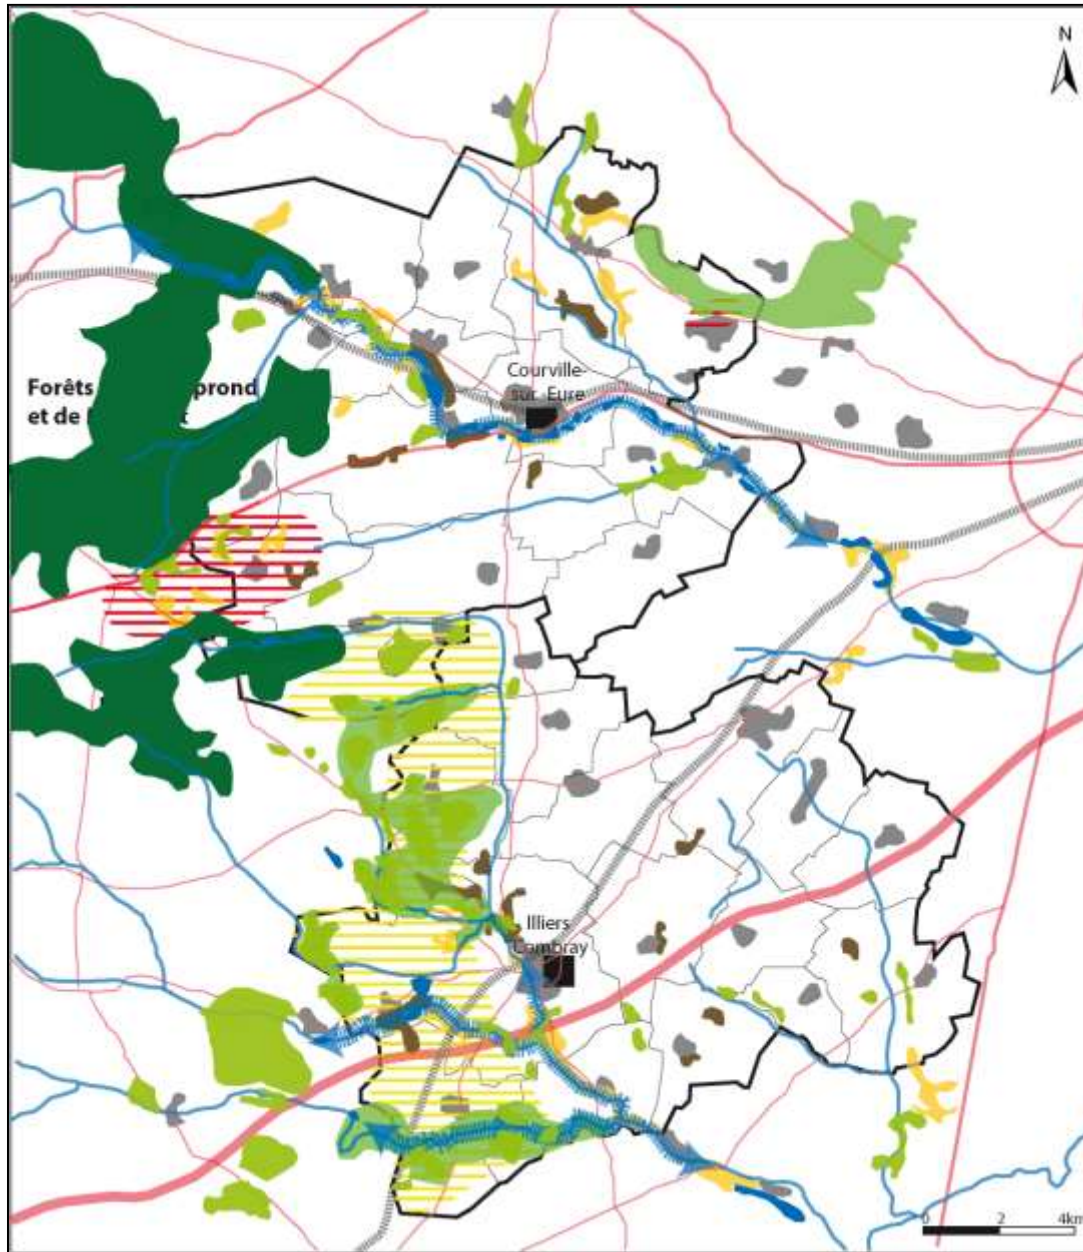 N
Courville-
sur Eure
Forêts prond
et de t
Illiers
Combray
0 2 4km